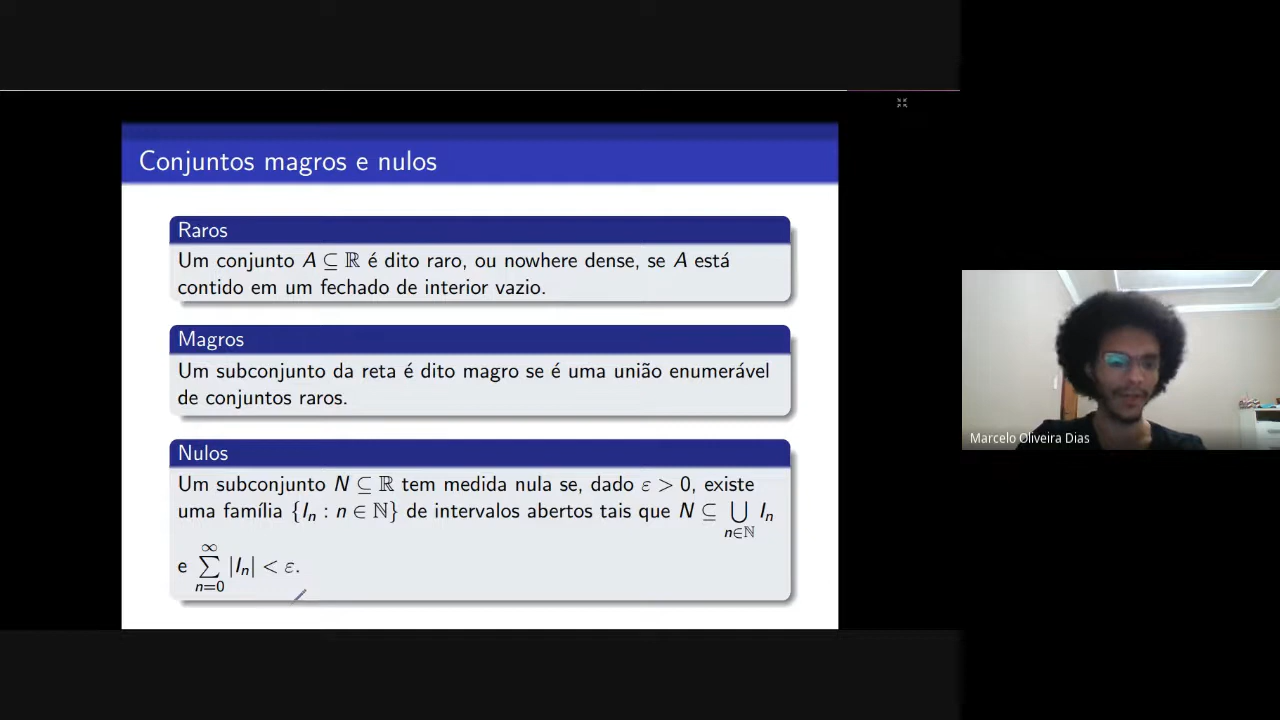 Conjuntos magros e nulos
Raros
Um conjunto A ⊆ ℝ é dito raro, ou nowhere dense, se A está
contido em um fechado de interior vazio.
Magros
Um subconjunto da reta é dito magro se é uma união enumerável
de conjuntos raros.
Nulos
Um subconjunto N ⊆ ℝ tem medida nula se, dado ε > 0, existe
uma família {Iₙ : n ∈ ℕ} de intervalos abertos tais que N ⊆ ⋃ Iₙ
n∈ℕ
∞
e ∑ |Iₙ| < ε.
n=0
Marcelo Oliveira Dias